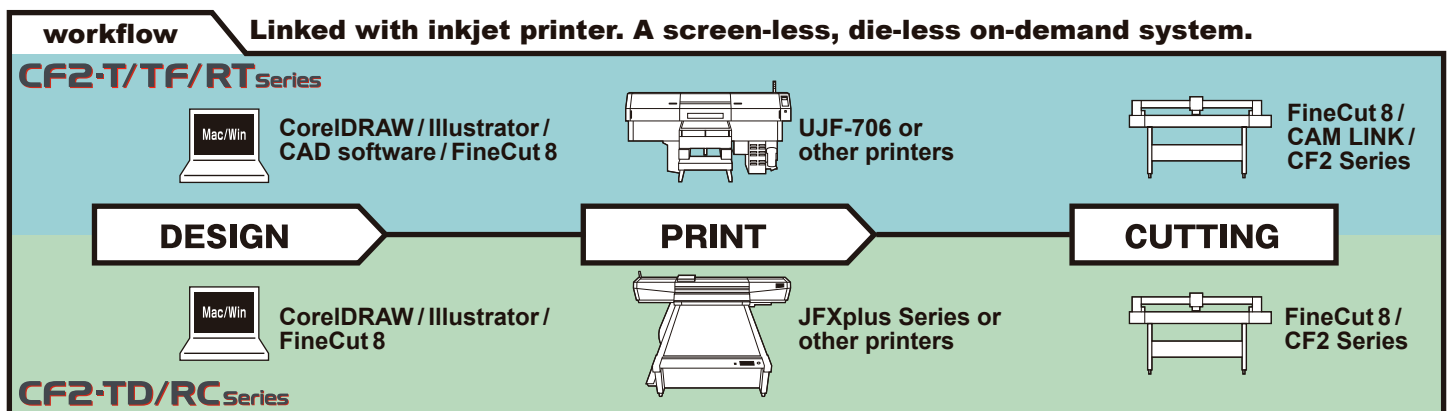 workflow
Linked with inkjet printer. A screen-less, die-less on-demand system.
CF2-T/TF/RT Series
Mac/Win
CorelDRAW / Illustrator /
CAD software / FineCut 8
UJF-706 or
other printers
FineCut 8 /
CAM LINK /
CF2 Series
DESIGN
PRINT
CUTTING
Mac/Win
CorelDRAW / Illustrator /
FineCut 8
JFXplus Series or
other printers
FineCut 8 /
CF2 Series
CF2-TD/RC Series